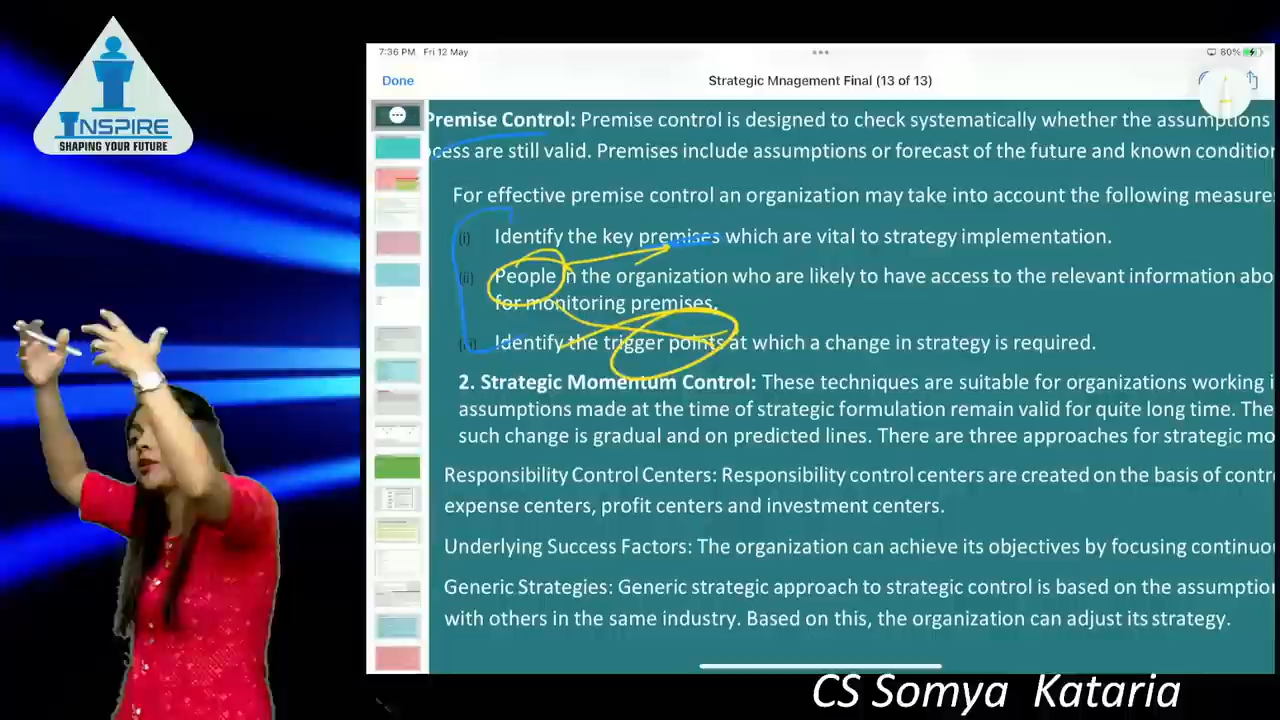 INSPIRE
SHAPING YOUR FUTURE
7:36 PM Fri 12 May
80%
Done
Strategic Mnagement Final (13 of 13)
Premise Control: Premise control is designed to check systematically whether the assumptions
cess are still valid. Premises include assumptions or forecast of the future and known condition
For effective premise control an organization may take into account the following measure
(i) Identify the key premises which are vital to strategy implementation.
(ii) People in the organization who are likely to have access to the relevant information abo
for monitoring premises.
Identify the trigger points at which a change in strategy is required.
2. Strategic Momentum Control: These techniques are suitable for organizations working i
assumptions made at the time of strategic formulation remain valid for quite long time. The
such change is gradual and on predicted lines. There are three approaches for strategic mo
Responsibility Control Centers: Responsibility control centers are created on the basis of contr
expense centers, profit centers and investment centers.
Underlying Success Factors: The organization can achieve its objectives by focusing continuo
Generic Strategies: Generic strategic approach to strategic control is based on the assumption
with others in the same industry. Based on this, the organization can adjust its strategy.
CS Somya Kataria